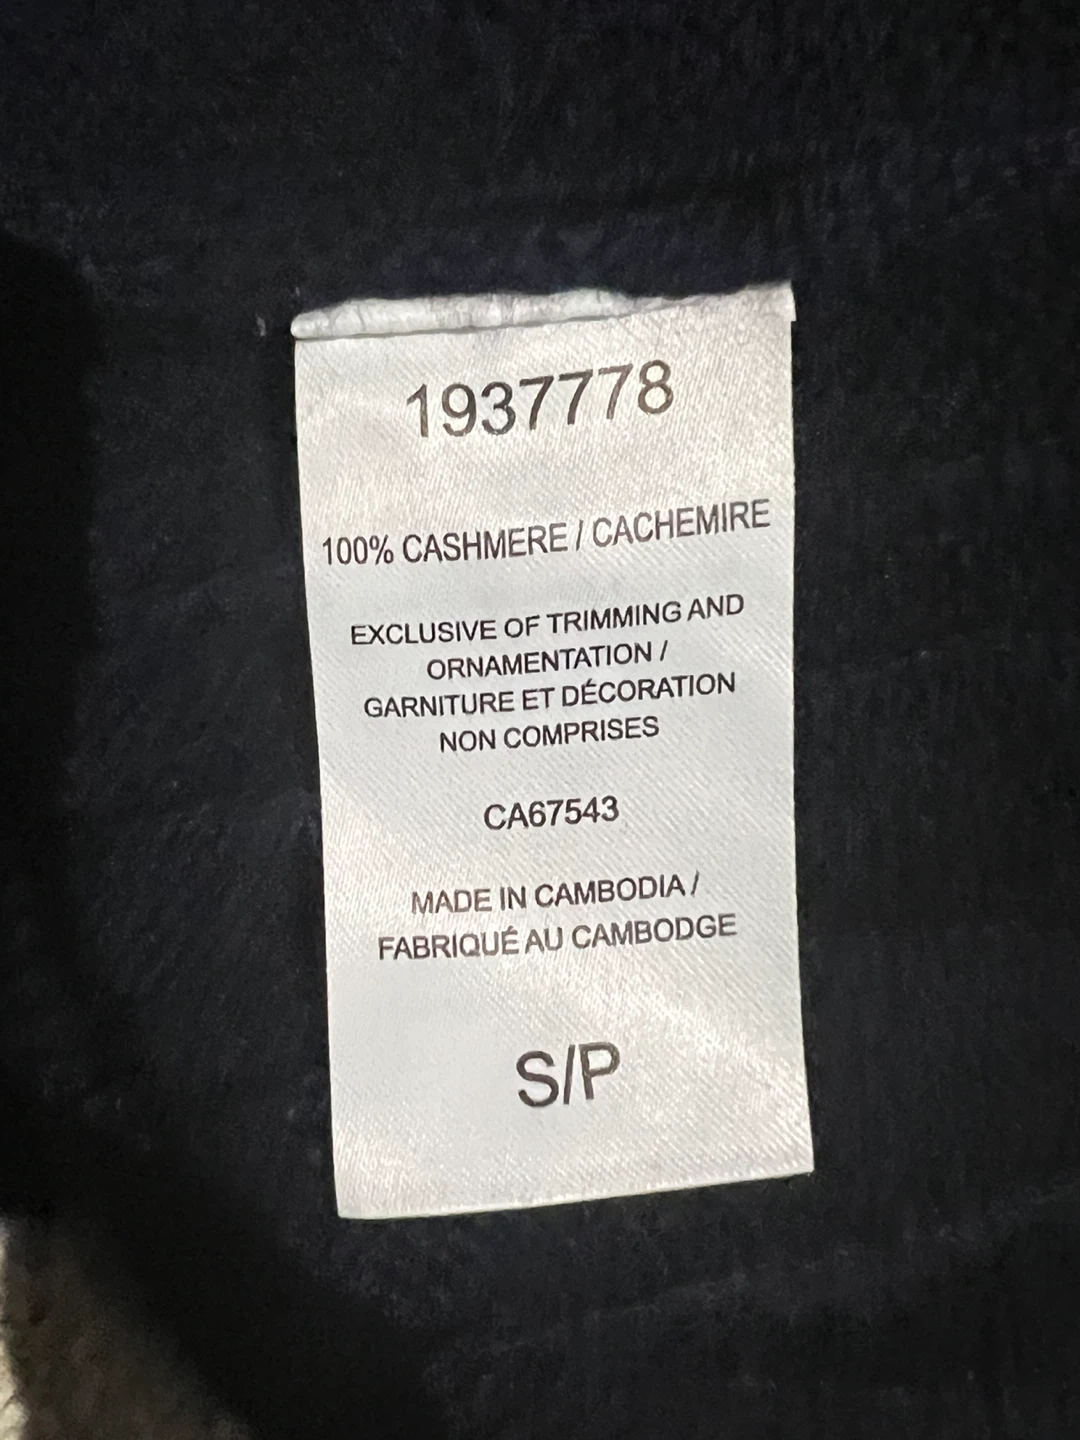 1937778
100% CASHMERE / CACHEMIRE
EXCLUSIVE OF TRIMMING AND
ORNAMENTATION /
GARNITURE ET DÉCORATION
NON COMPRISES
CA67543
MADE IN CAMBODIA /
FABRIQUÉ AU CAMBODGE
S/P